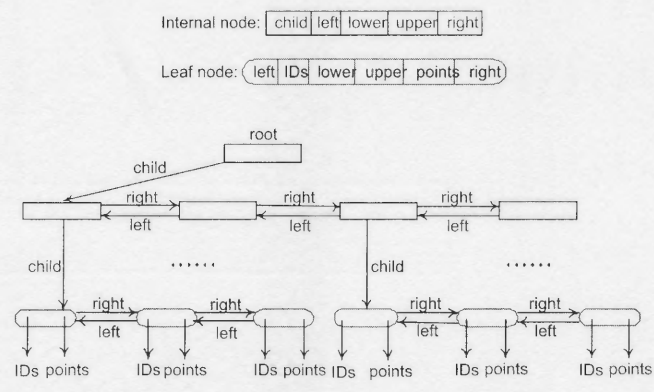 Internal node: child left lower upper right
Leaf node: left IDs lower upper points right
root
child
right right right
left left left
child ...... child ......
right right right right
left left left left
IDs points IDs points IDs points IDs points IDs points IDs points